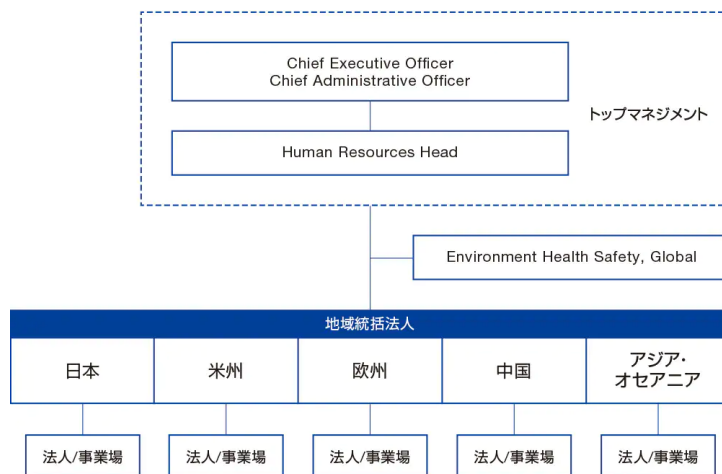 Chief Executive Officer
Chief Administrative Officer
トップマネジメント
Human Resources Head
Environment Health Safety, Global
地域統括法人
日本
米州
欧州
中国
アジア・
オセアニア
法人/事業場
法人/事業場
法人/事業場
法人/事業場
法人/事業場